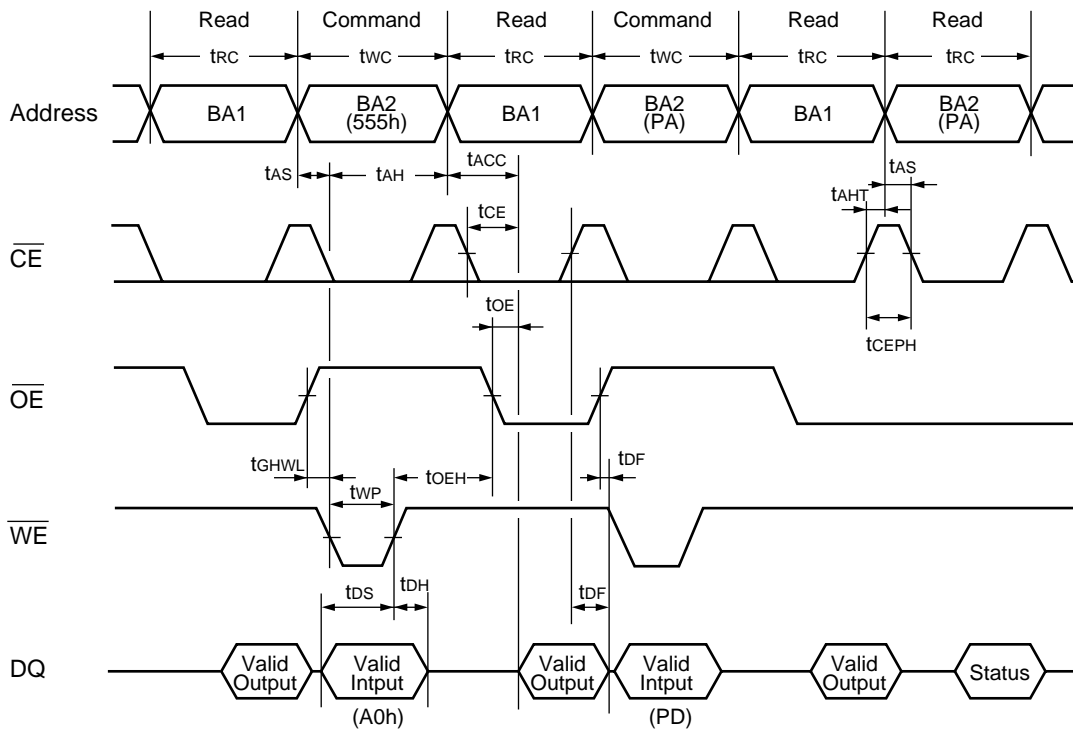 Read Command Read Command Read Read
tRC tWC tRC tWC tRC tRC
Address BA1 BA2 (555h) BA1 BA2 (PA) BA1 BA2 (PA)
tAS tAH tACC tAS
tAHT
tCE
CE
tOE
tCEPH
OE
tGHWL tWP tOEH tDF
WE
tDS tDH tDF
DQ Valid Output Valid Intput Valid Output Valid Intput Valid Output Status
(A0h) (PD)